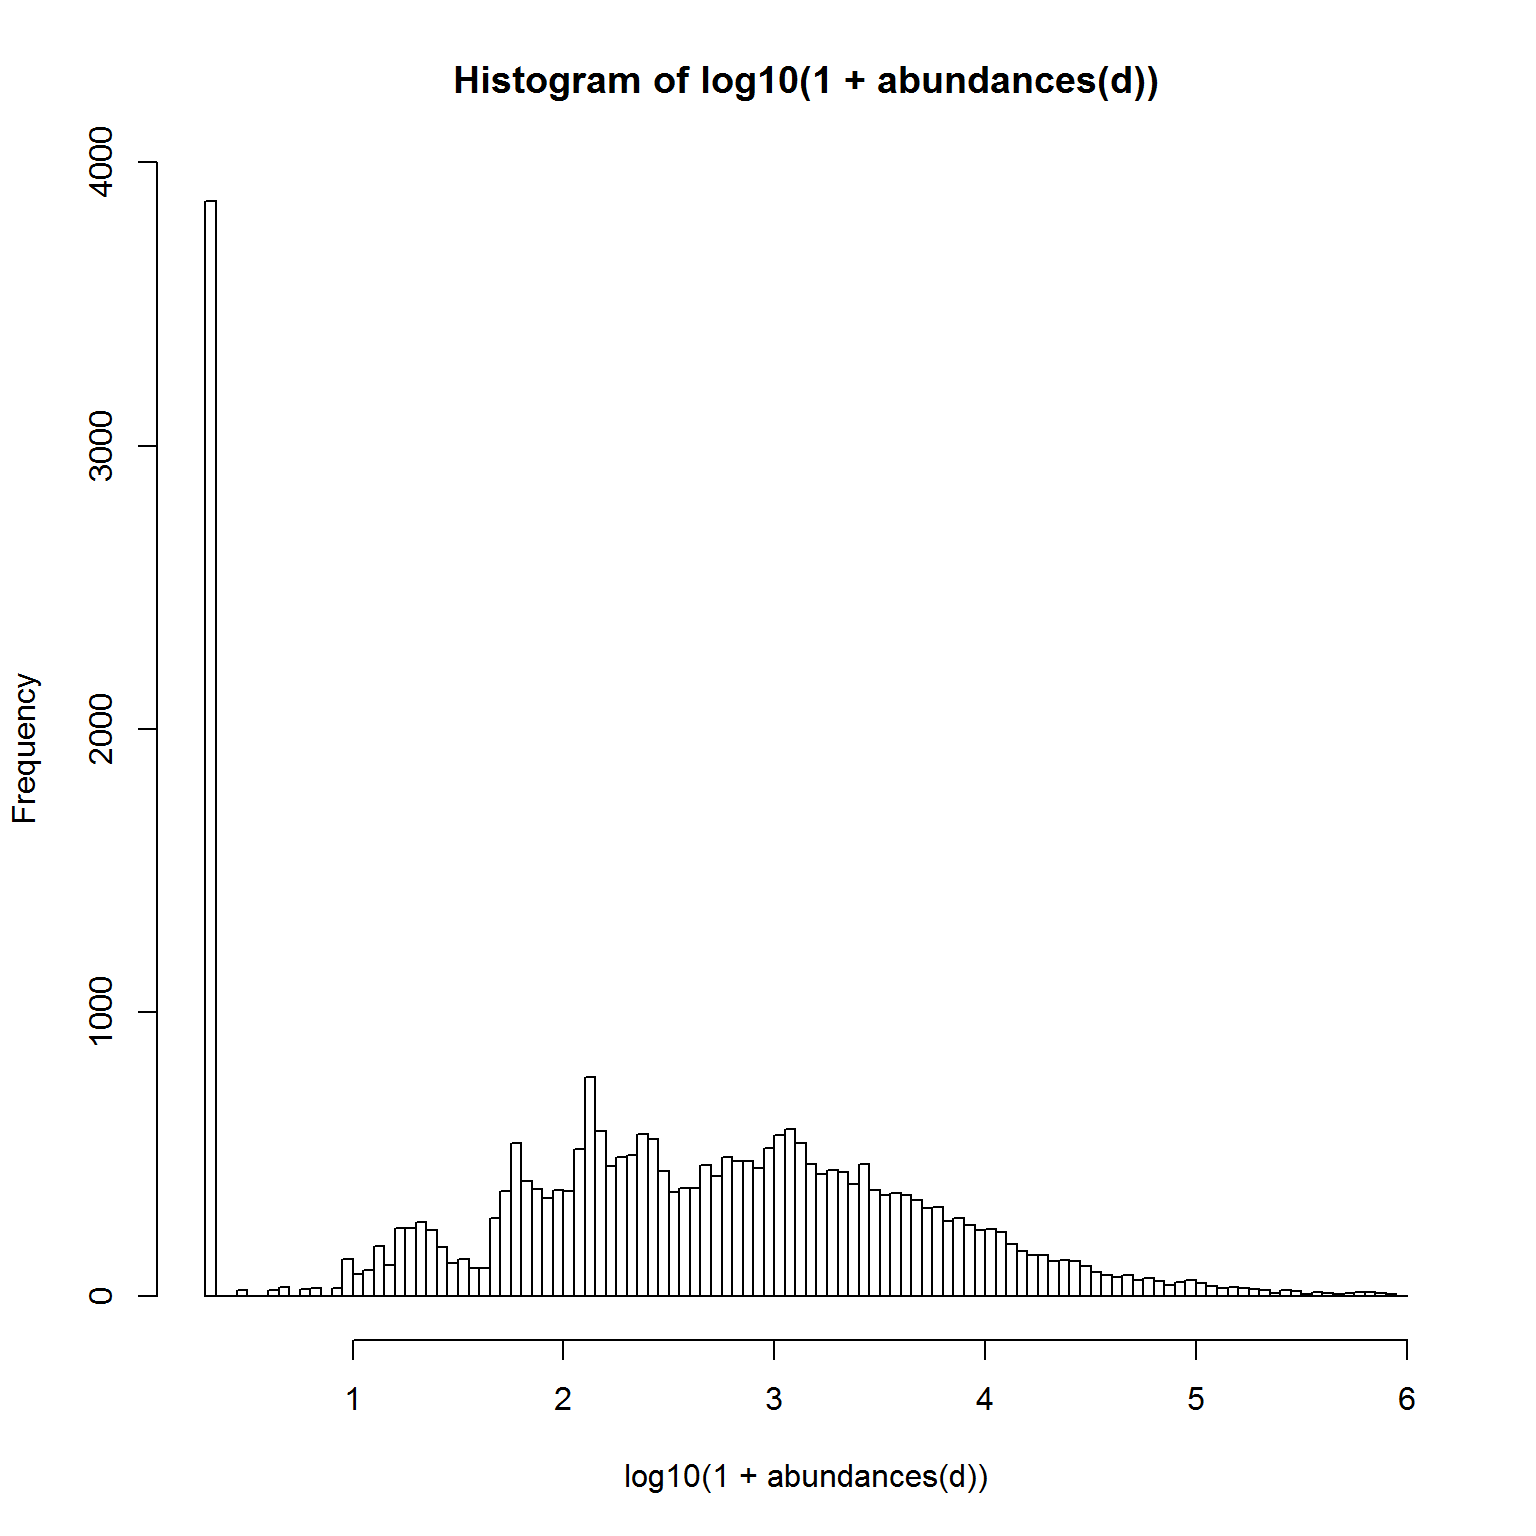 Histogram of log10(1 + abundances(d))
4000
3000
2000
1000
0
Frequency
1 2 3 4 5 6
log10(1 + abundances(d))